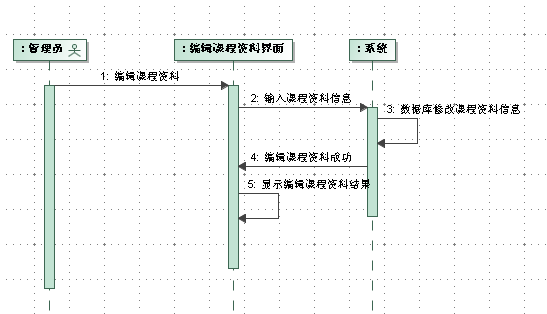 : 管理员
: 编辑课程资料界面
: 系统
1: 编辑课程资料
2: 输入课程资料信息
3: 数据库修改课程资料信息
4: 编辑课程资料成功
5: 显示编辑课程资料结果